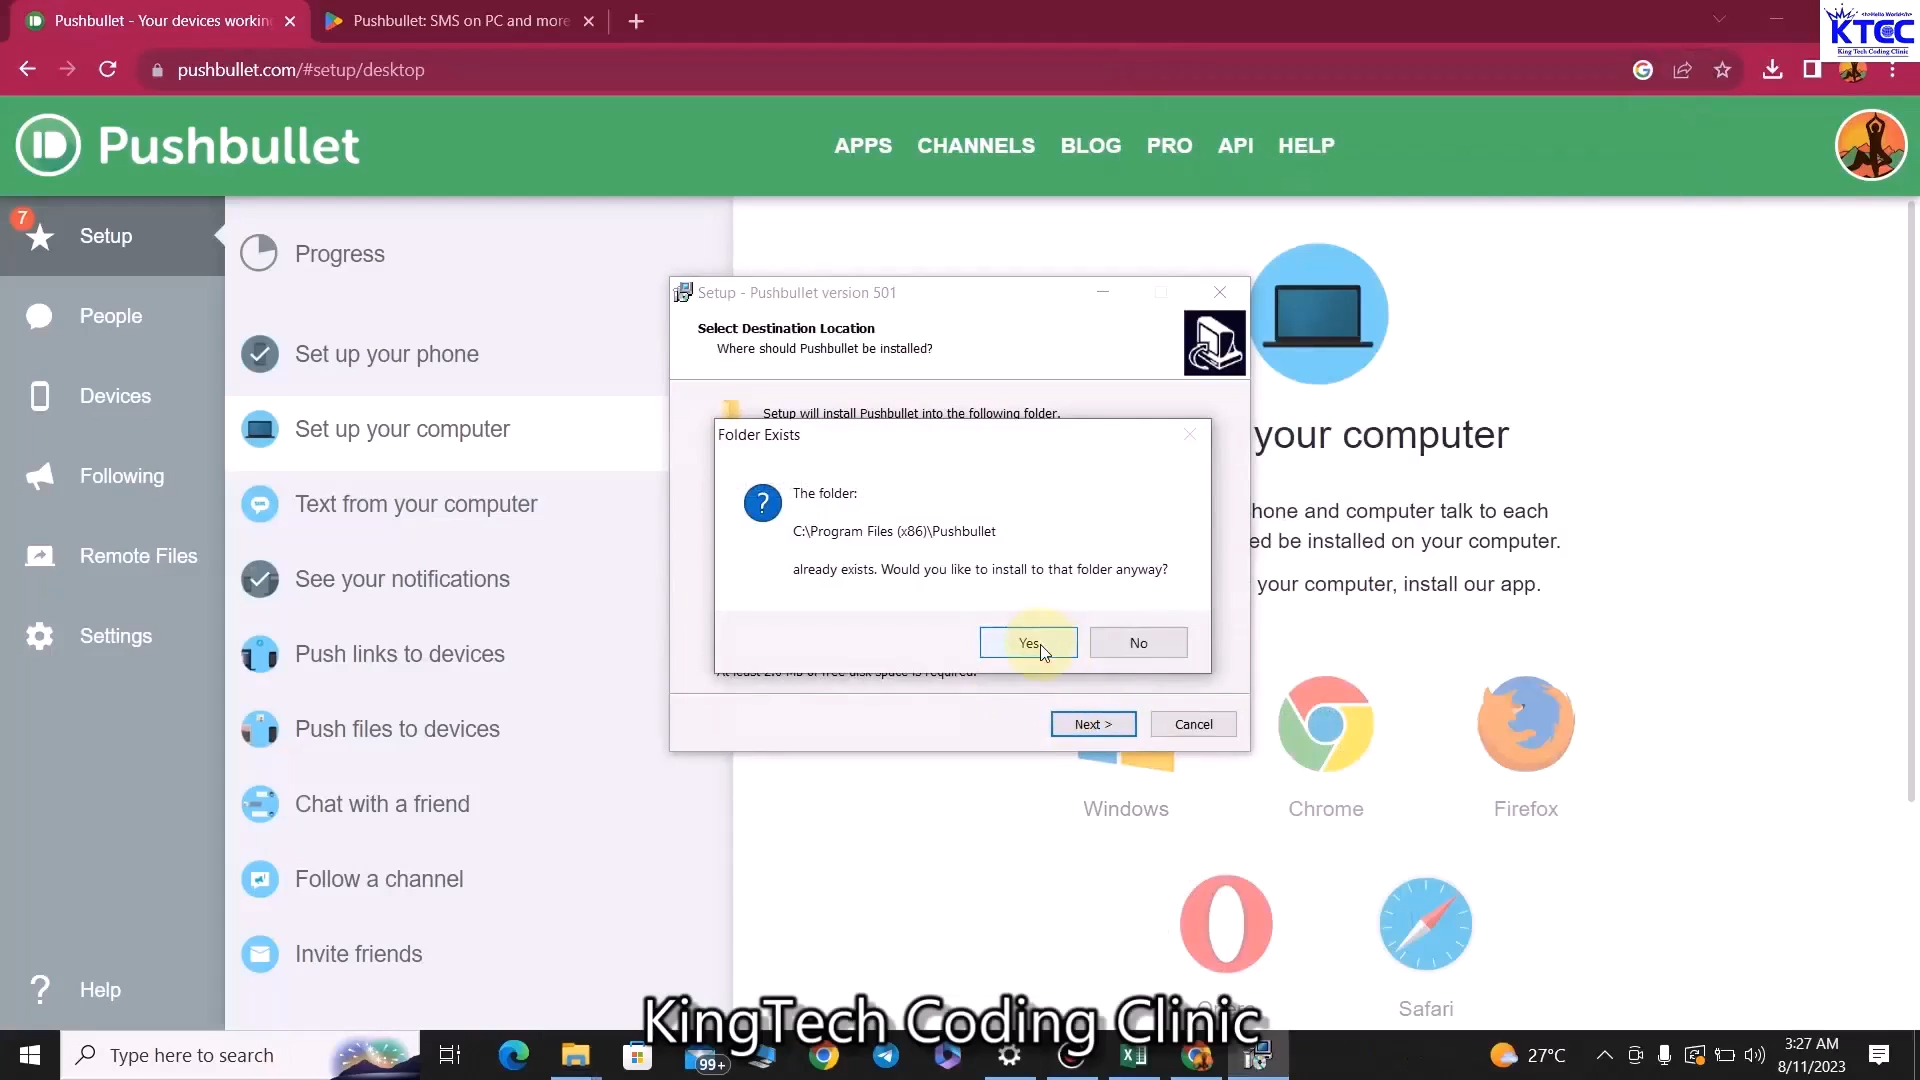 Pushbullet - Your devices workin
Pushbullet: SMS on PC and more
KTCC
King Tech Coding Clinic
pushbullet.com/#setup/desktop
Pushbullet
APPS
CHANNELS
BLOG
PRO
API
HELP
7
Setup
People
Devices
Following
Remote Files
Settings
Help
Progress
Set up your phone
Set up your computer
Text from your computer
See your notifications
Push links to devices
Push files to devices
Chat with a friend
Follow a channel
Invite friends
Setup - Pushbullet version 501
Select Destination Location
Where should Pushbullet be installed?
Setup will install Pushbullet into the following folder.
Folder Exists
The folder:
C:\Program Files (x86)\Pushbullet
already exists. Would you like to install to that folder anyway?
Yes
No
Next >
Cancel
your computer
hone and computer talk to each
ed be installed on your computer.
your computer, install our app.
Windows
Chrome
Firefox
Safari
KingTech Coding Clinic
Type here to search
99+
27°C
3:27 AM
8/11/2023